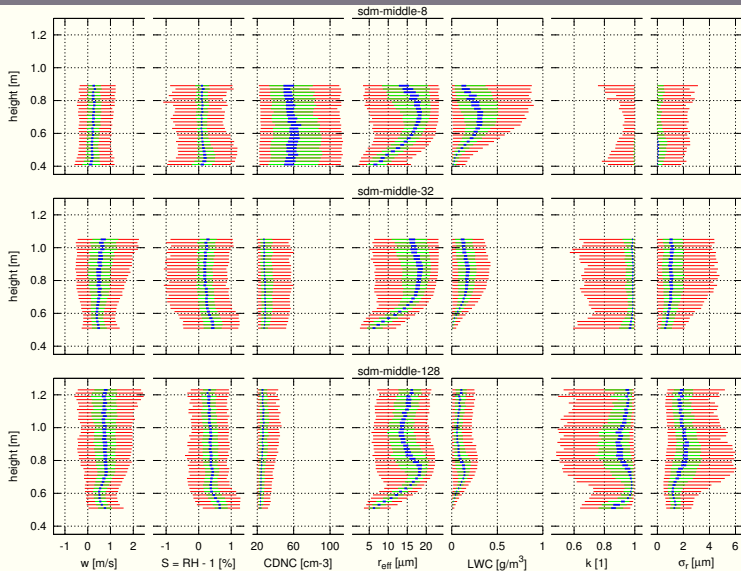 sdm-middle-8
1.2
1.0
0.8
0.6
0.4
height [m]
sdm-middle-32
1.2
1.0
0.8
0.6
0.4
height [m]
sdm-middle-128
1.2
1.0
0.8
0.6
0.4
height [m]
-1 0 1 2 -1 0 1 20 60 100 5 10 15 20 0 1 0.6 0.8 1 0 2 4 6
w [m/s] S = RH - 1 [%] CDNC [cm-3] r_eff [μm] LWC [g/m³] k [1] σ_r [μm]